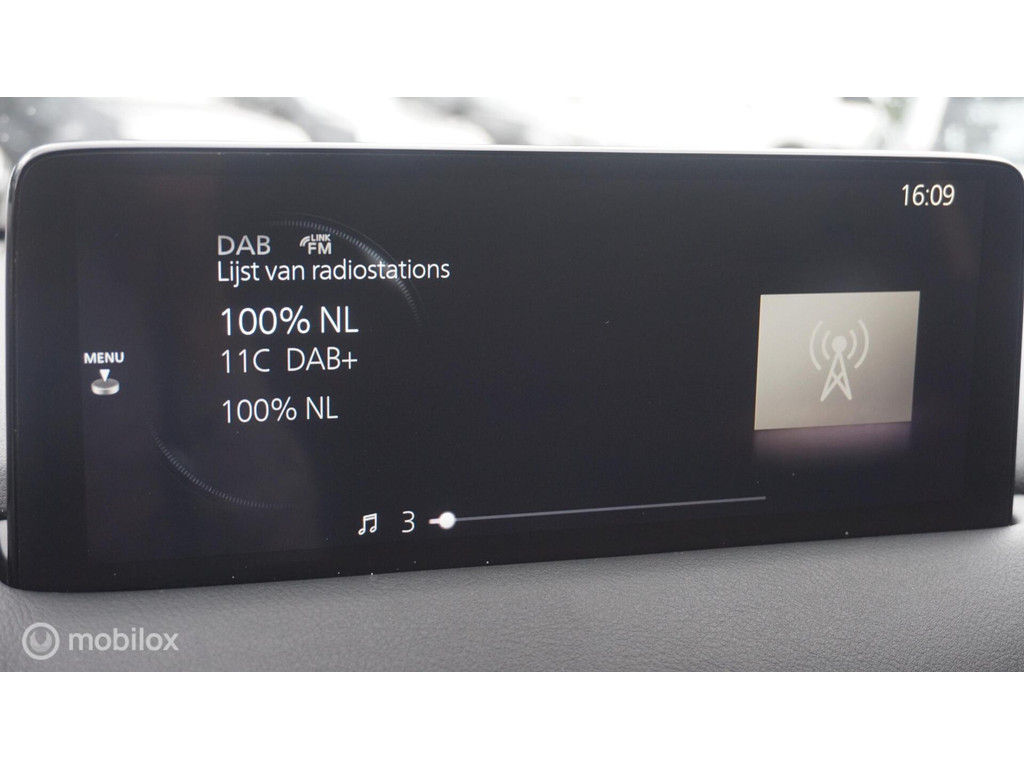 16:09
DAB LINK FM
Lijst van radiostations
100% NL
MENU
11C DAB+
100% NL
3
mobilox